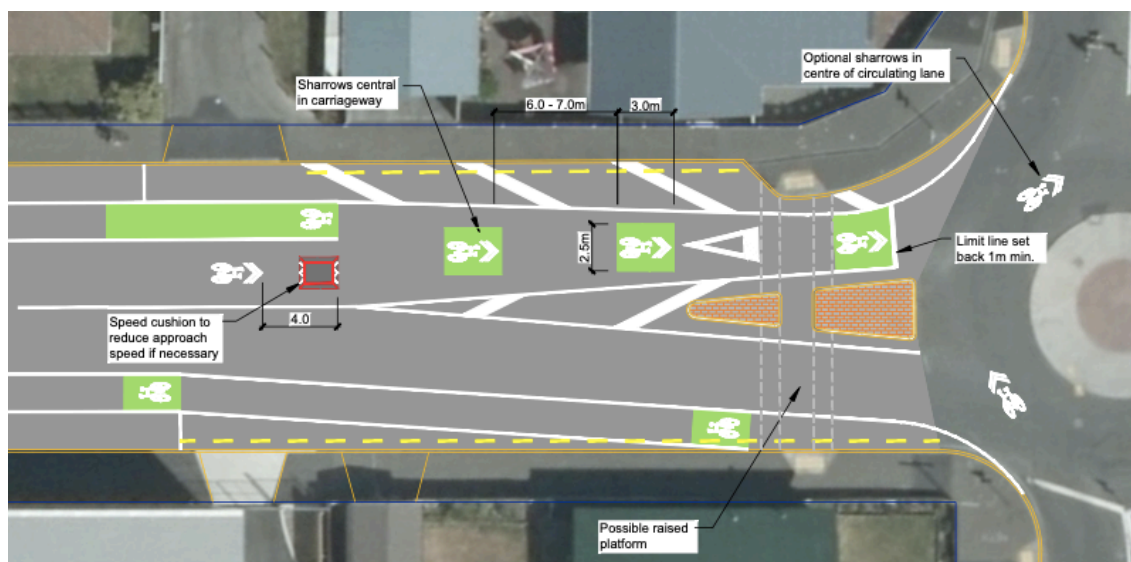 Sharrows central
in carriageway
6.0 - 7.0m
3.0m
Optional sharrows in
centre of circulating lane
2.5m
Limit line set
back 1m min.
Speed cushion to
reduce approach
speed if necessary
4.0
Possible raised
platform